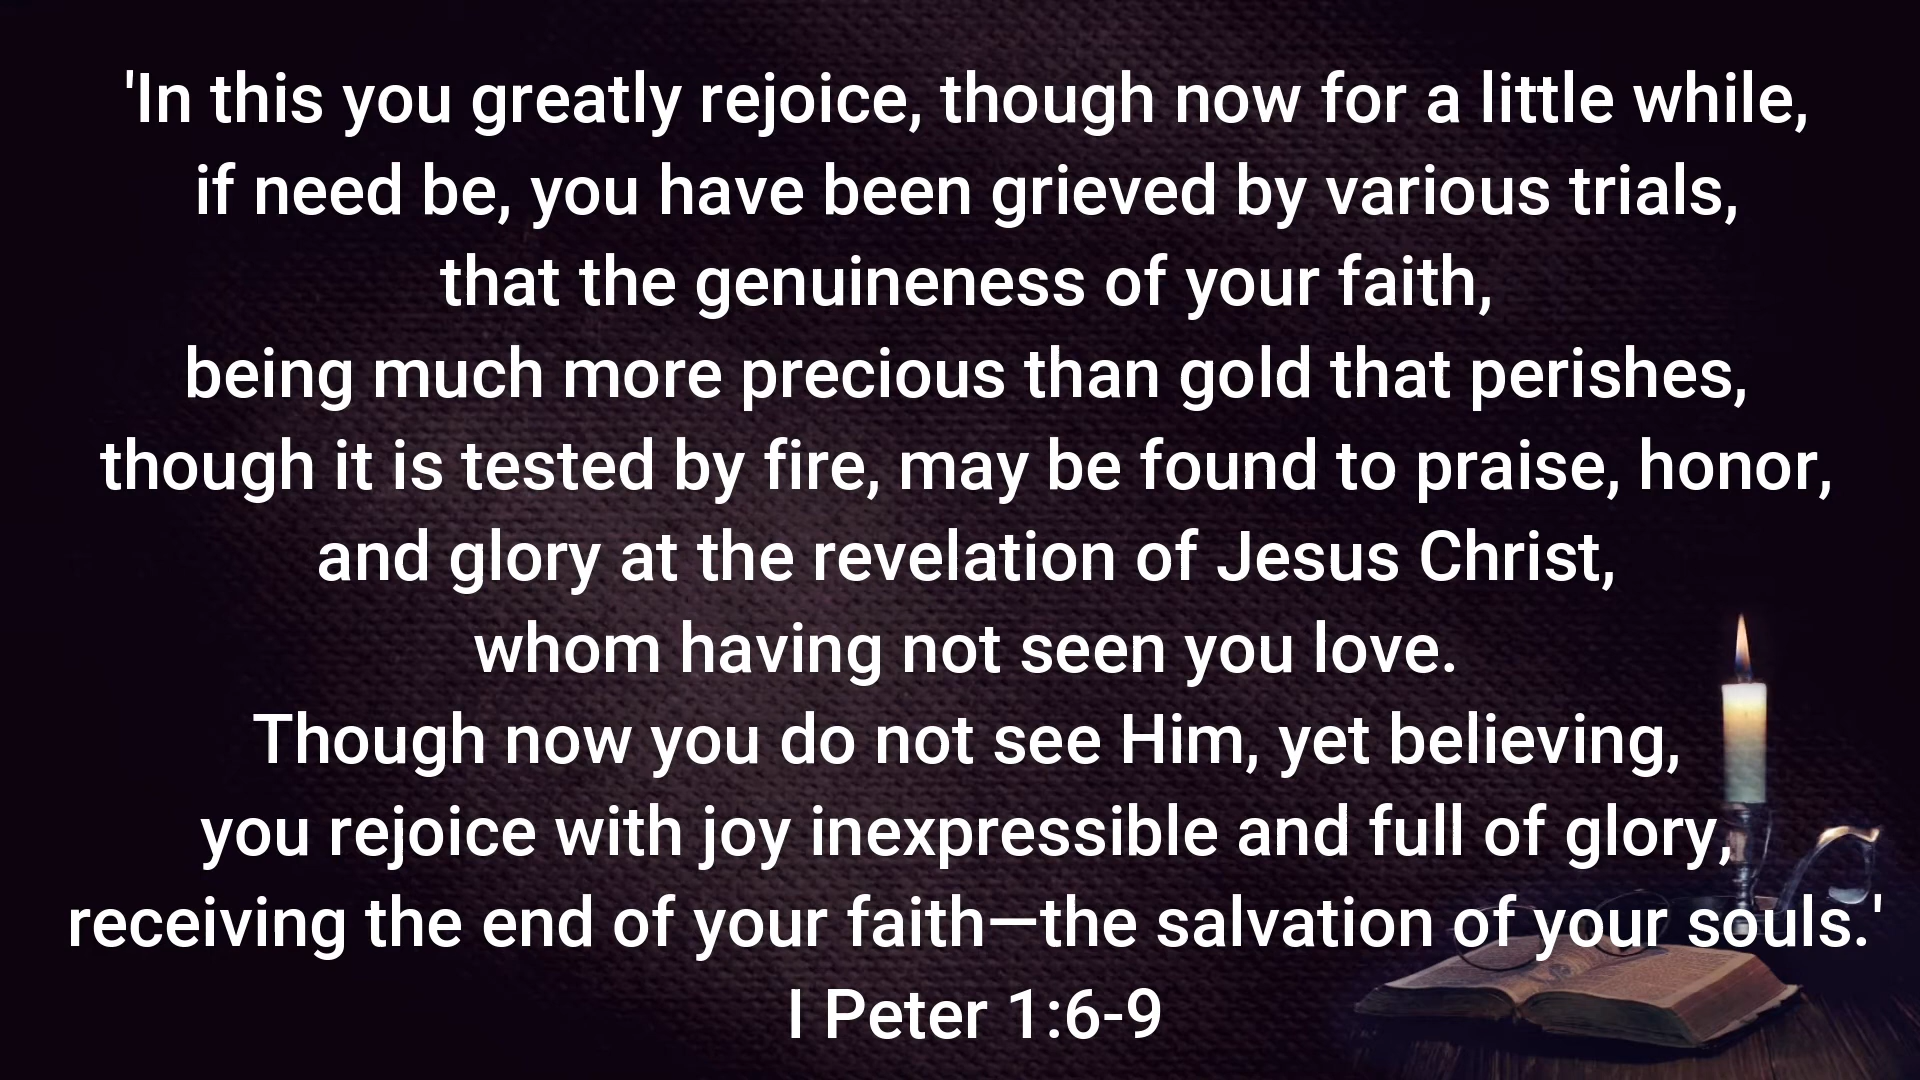 'In this you greatly rejoice, though now for a little while,
if need be, you have been grieved by various trials,
that the genuineness of your faith,
being much more precious than gold that perishes,
though it is tested by fire, may be found to praise, honor,
and glory at the revelation of Jesus Christ,
whom having not seen you love.
Though now you do not see Him, yet believing,
you rejoice with joy inexpressible and full of glory,
receiving the end of your faith—the salvation of your souls.'
I Peter 1:6-9